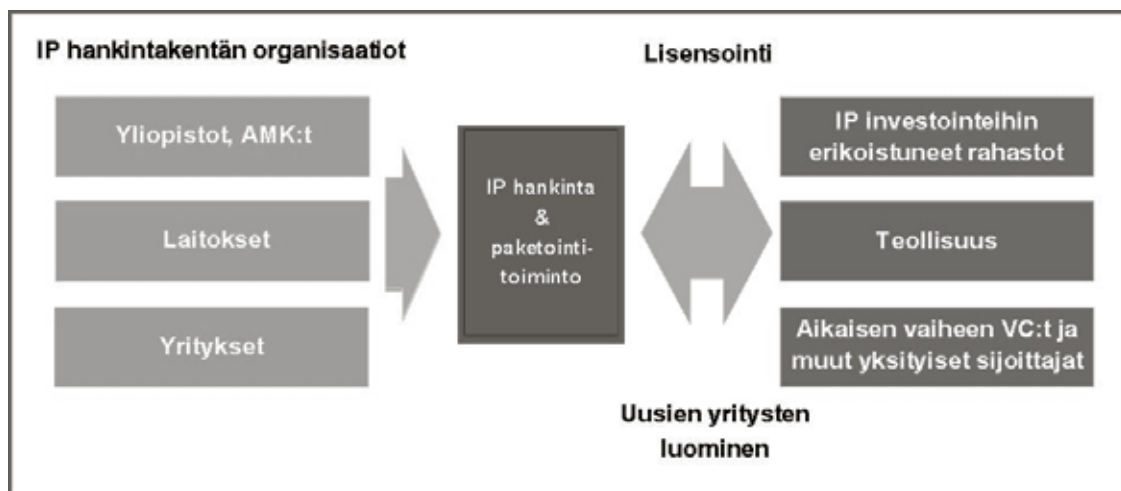 IP hankintakentän organisaatiot
Yliopistot, AMK:t
Laitokset
Yritykset
IP hankinta
&
paketointi-
toiminto
Lisensointi
Uusien yritysten
luominen
IP investointeihin
erikoistuneet rahastot
Teollisuus
Aikaisen vaiheen VC:t ja
muut yksityiset sijoittajat